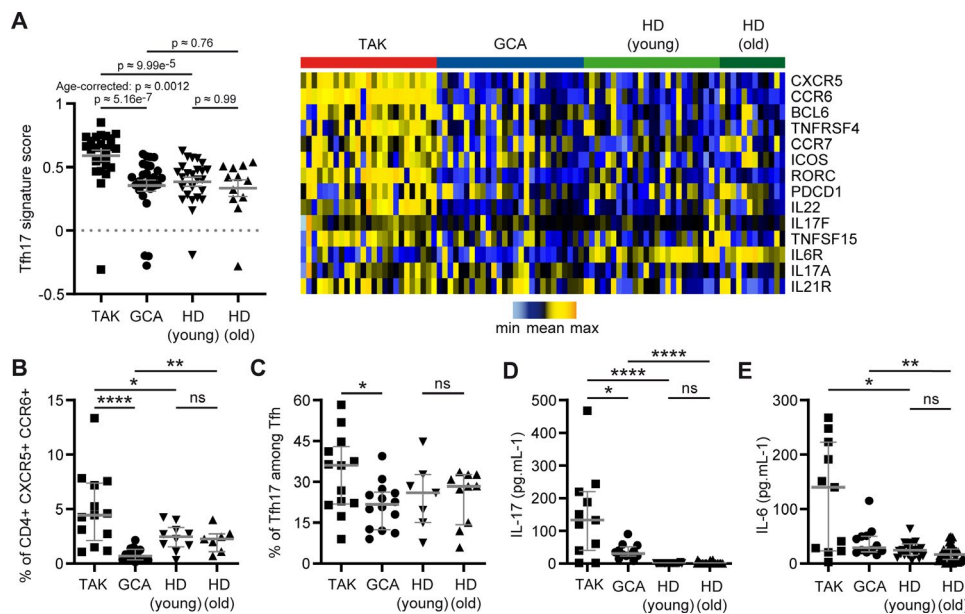 A
p ≈ 0.76
p ≈ 9.99e-5
Age-corrected: p ≈ 0.0012
p ≈ 5.16e-7
p ≈ 0.99
Tfh17 signature score
1
0.5
0
-0.5
TAK
GCA
HD
(young)
HD
(old)
TAK
GCA
HD
(young)
HD
(old)
CXCR5
CCR6
BCL6
TNFRSF4
CCR7
ICOS
RORC
PDCD1
IL22
IL17F
TNFSF15
IL6R
IL17A
IL21R
min mean max
B
% of CD4+ CXCR5+ CCR6+
15
10
5
0
**
*
****
ns
TAK
GCA
HD
(young)
HD
(old)
C
% of Tfh17 among Tfh
60
45
30
15
0
*
ns
TAK
GCA
HD
(young)
HD
(old)
D
IL-17 (pg.mL-1)
500
400
300
200
100
0
****
****
*
ns
TAK
GCA
HD
(young)
HD
(old)
E
IL-6 (pg.mL-1)
300
200
100
0
**
*
ns
TAK
GCA
HD
(young)
HD
(old)